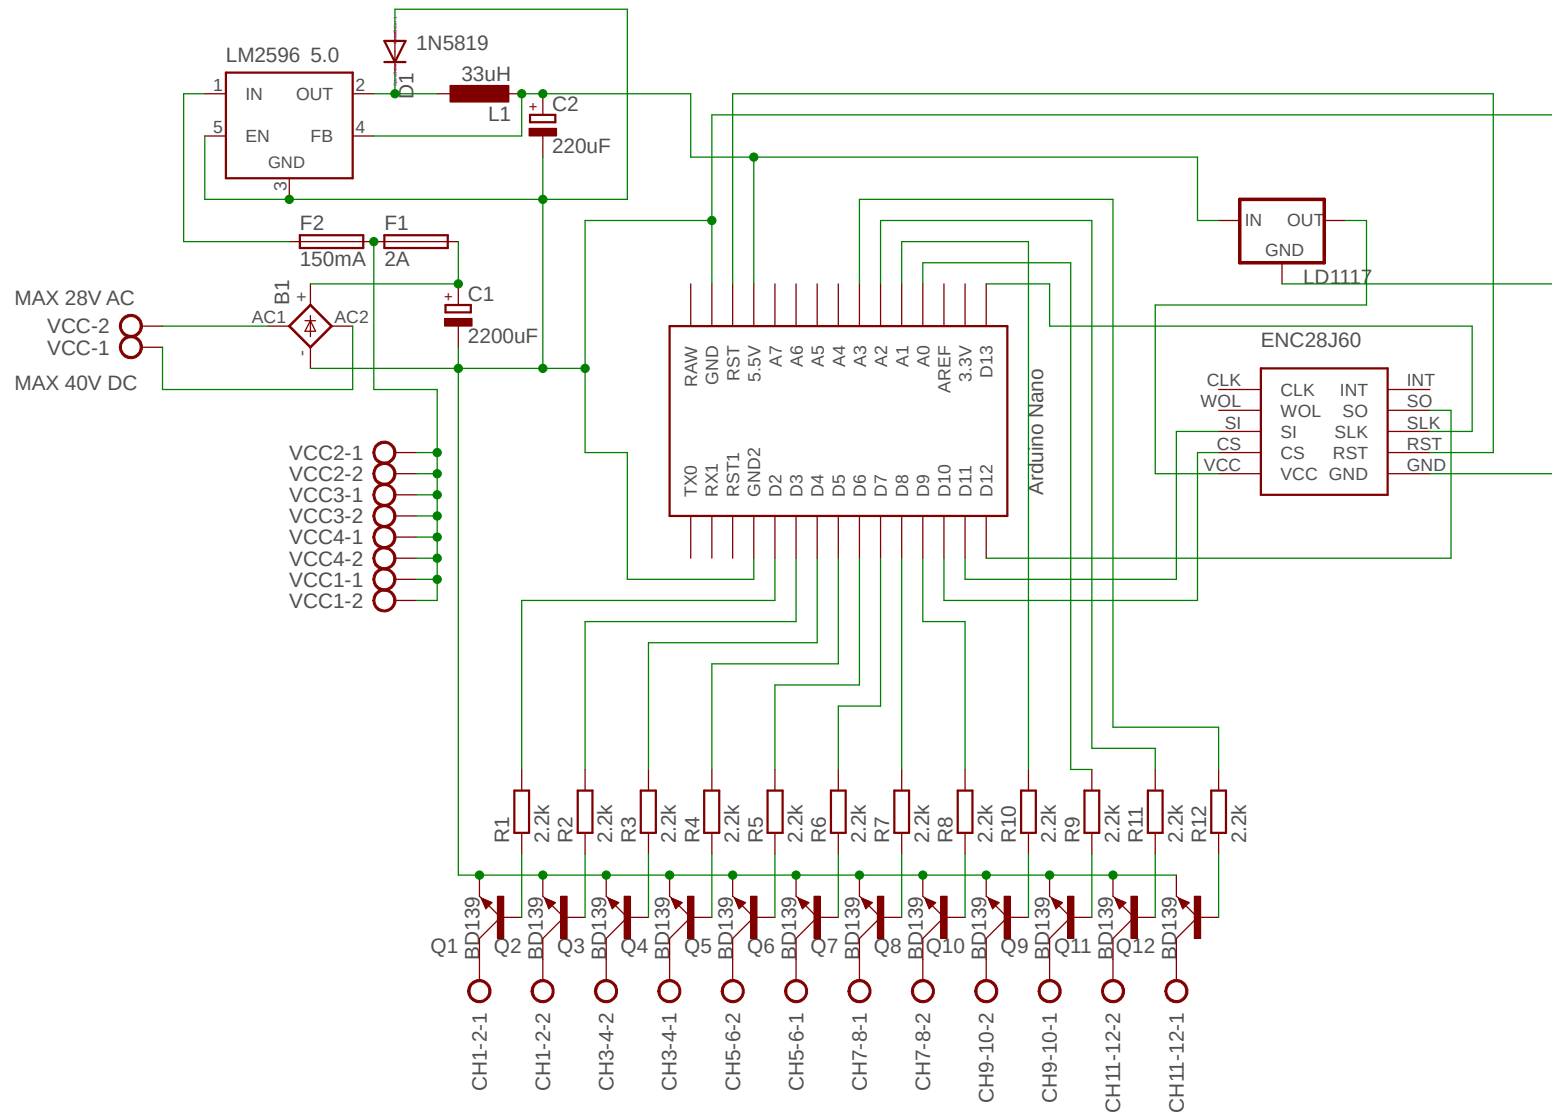 1N5819
LM2596 5.0
D1
33uH
L1
C2
+
220uF
1
IN
OUT
2
5
EN
FB
4
GND
3
F2
F1
150mA
2A
B1
+
-
AC1
AC2
C1
+
2200uF
MAX 28V AC
VCC-2
VCC-1
MAX 40V DC
VCC2-1
VCC2-2
VCC3-1
VCC3-2
VCC4-1
VCC4-2
VCC1-1
VCC1-2
IN
OUT
GND
LD1117
RAW
GND
RST
5.5V
A7
A6
A5
A4
A3
A2
A1
A0
AREF
3.3V
D13
Arduino Nano
TX0
RX1
RST1
GND2
D2
D3
D4
D5
D6
D7
D8
D9
D10
D11
D12
ENC28J60
CLK
CLK
INT
INT
WOL
WOL
SO
SO
SI
SI
SLK
SLK
CS
CS
RST
RST
VCC
VCC
GND
GND
R1
2.2k
R2
2.2k
R3
2.2k
R4
2.2k
R5
2.2k
R6
2.2k
R7
2.2k
R8
2.2k
R10
2.2k
R9
2.2k
R11
2.2k
R12
2.2k
Q1
BD139
Q2
BD139
Q3
BD139
Q4
BD139
Q5
BD139
Q6
BD139
Q7
BD139
Q8
BD139
Q10
BD139
Q9
BD139
Q11
BD139
Q12
BD139
CH1-2-1
CH1-2-2
CH3-4-2
CH3-4-1
CH5-6-2
CH5-6-1
CH7-8-1
CH7-8-2
CH9-10-2
CH9-10-1
CH11-12-2
CH11-12-1